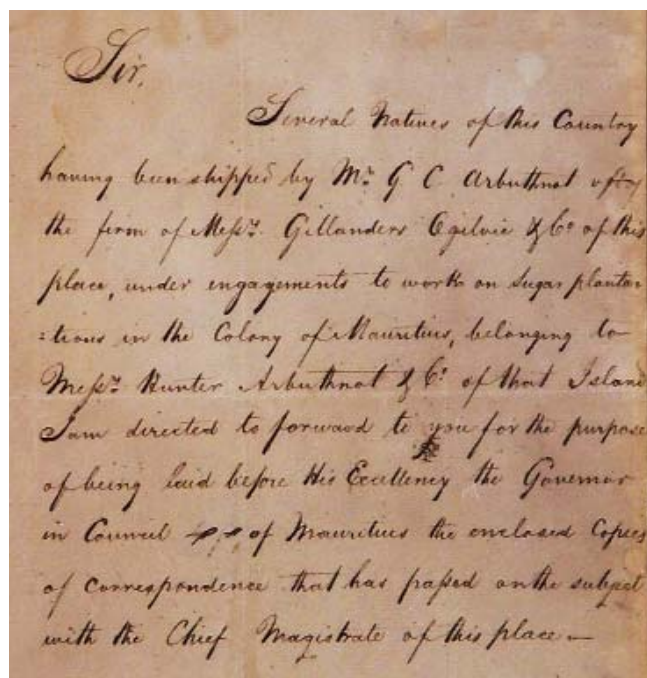 Sir,
Several Natives of this Country
having been shipped by Mr. G C Arbuthnot of
the firm of Messrs. Gillanders Ogilvie & Co of this
place, under engagements to work on Sugar planta
=tions in the Colony of Mauritius, belonging to
Messrs. Hunter Arbuthnot & Co. of that Island
I am directed to forward to you for the purpose
of being laid before His Excellency the Governor
in Council of Mauritius the enclosed Copies
of correspondence that has passed on the subject
with the Chief Magistrate of this place —